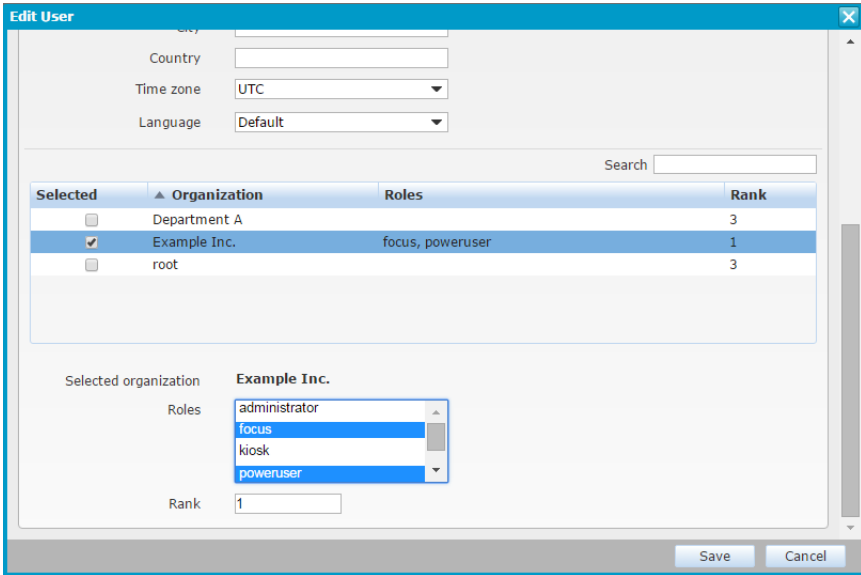 Edit User
City
Country
Time zone UTC
Language Default
Search
Selected Organization Roles Rank
Department A 3
Example Inc. focus, poweruser 1
root 3
Selected organization Example Inc.
Roles administrator
focus
kiosk
poweruser
Rank 1
Save Cancel